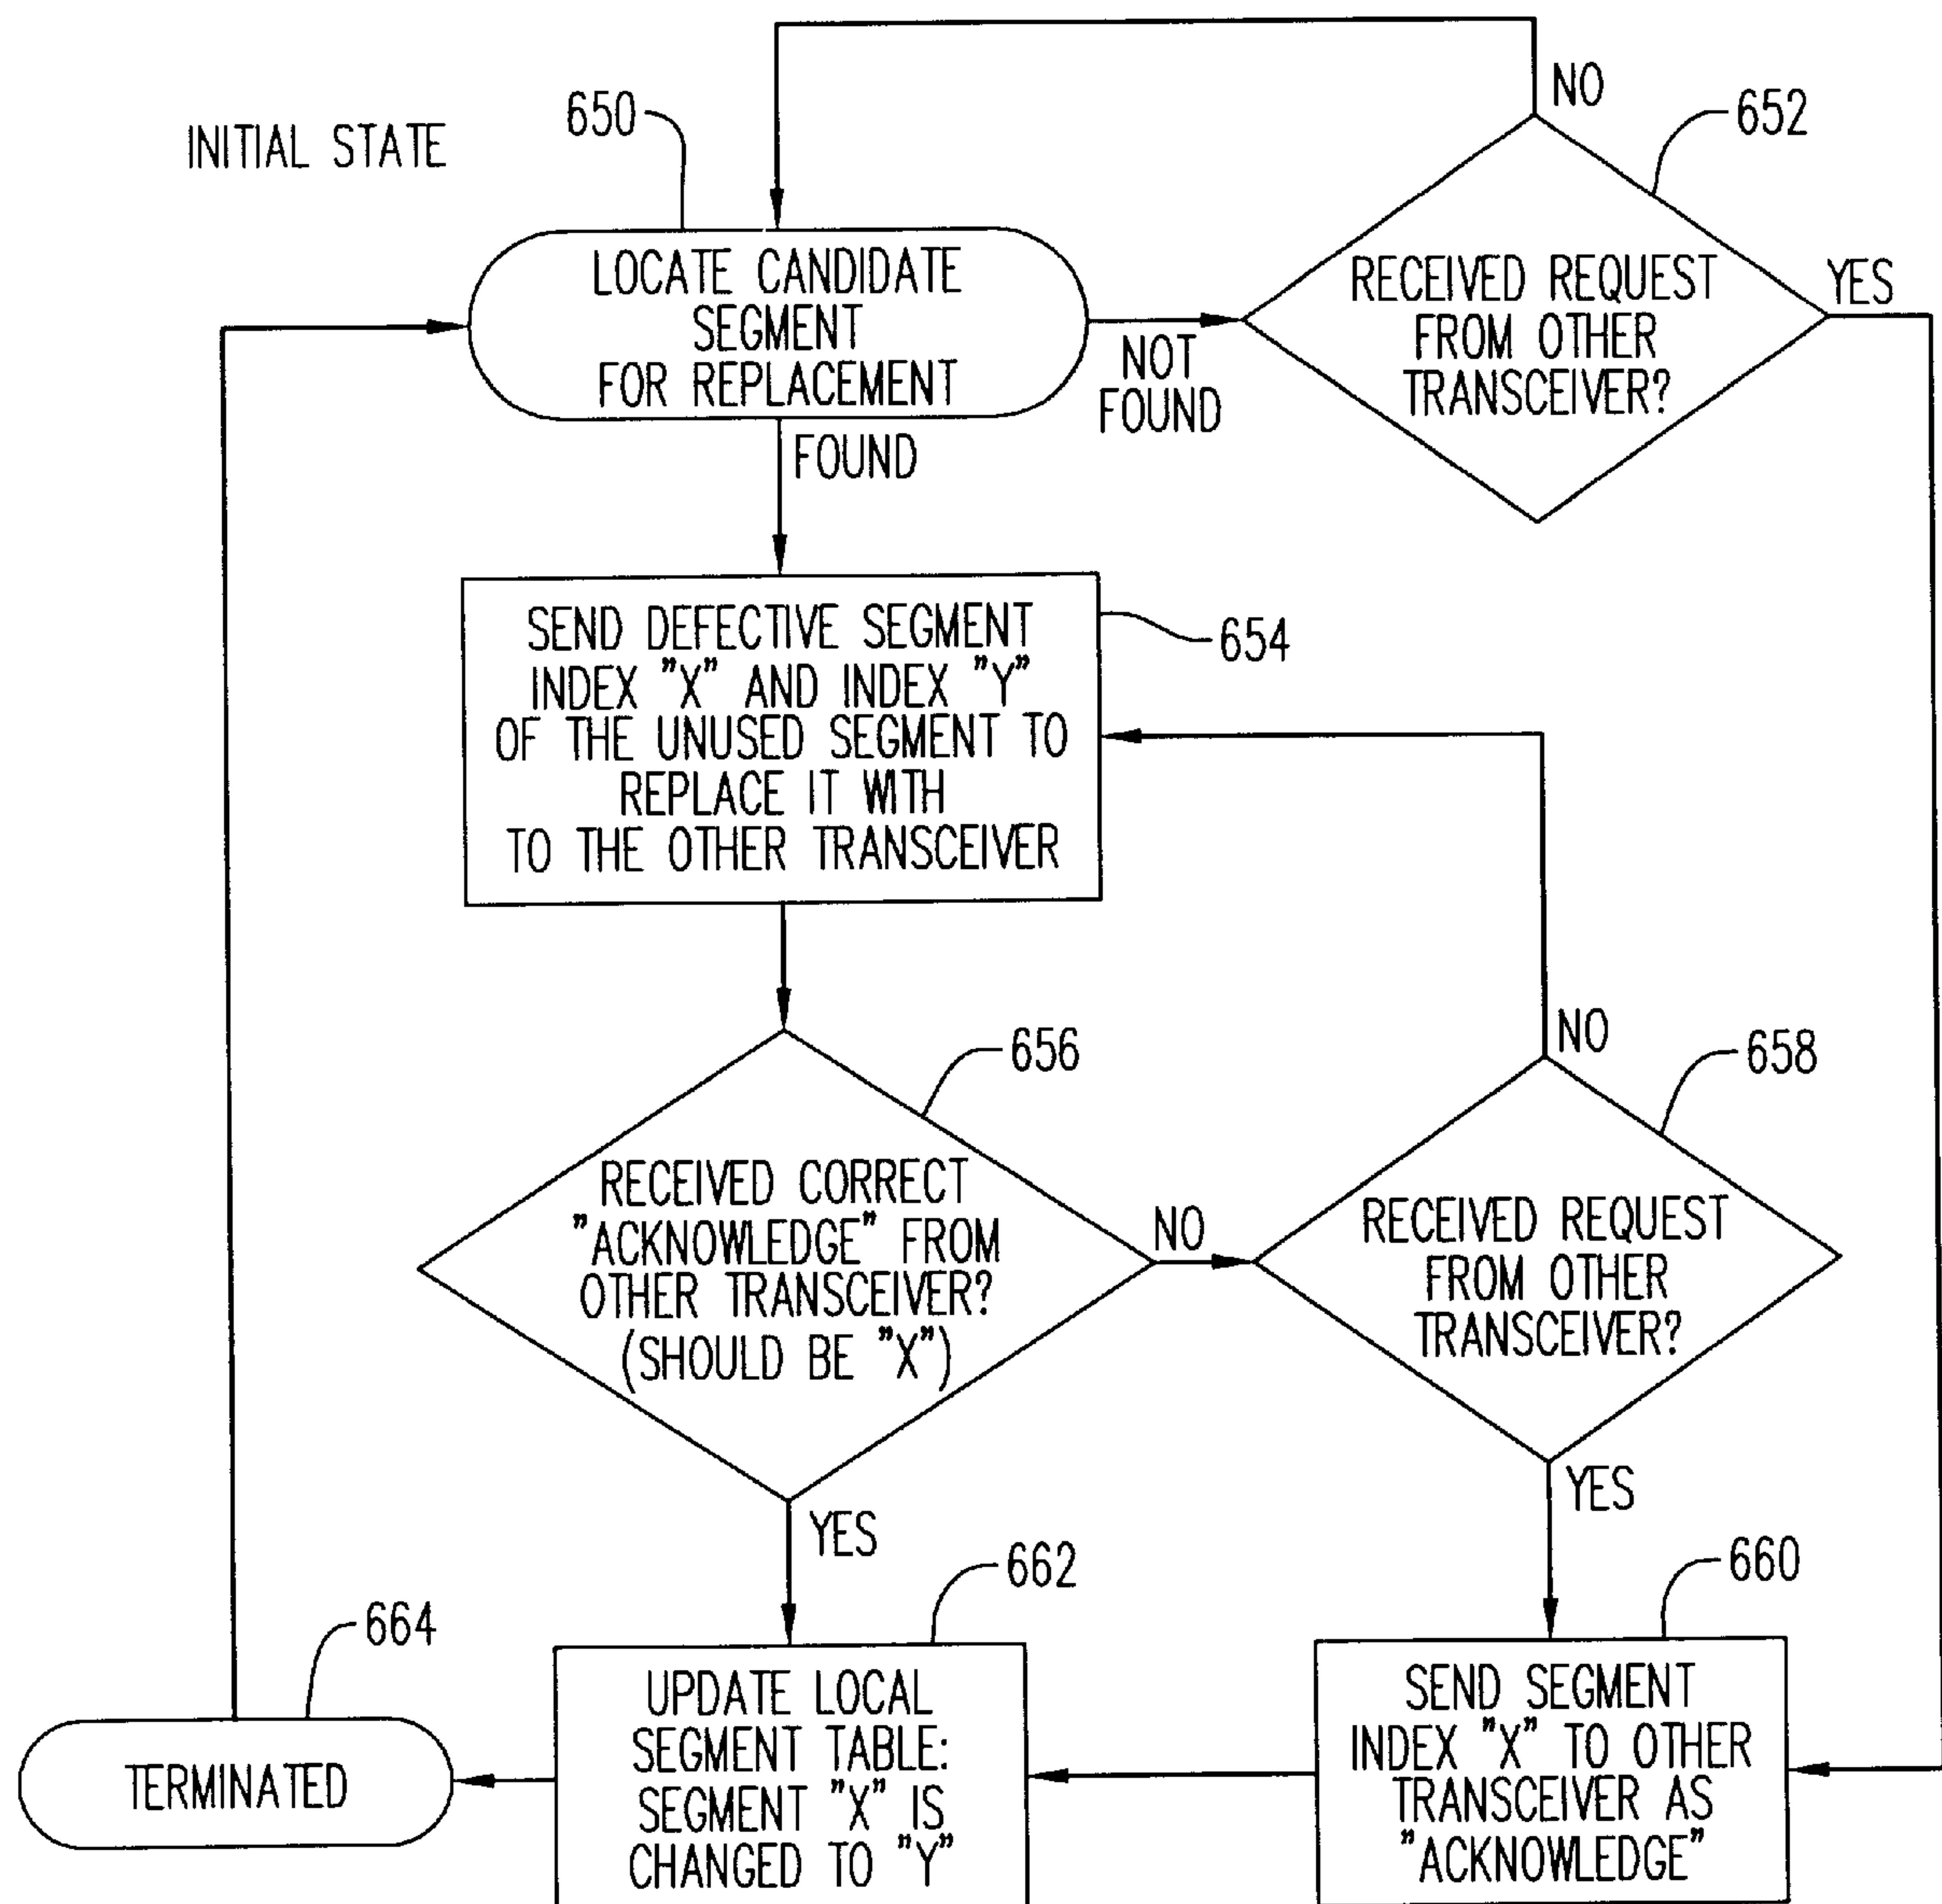 NO
652
650
INITIAL STATE
LOCATE CANDIDATE
SEGMENT
FOR REPLACEMENT
NOT
FOUND
RECEIVED REQUEST
FROM OTHER
TRANSCEIVER?
YES
FOUND
SEND DEFECTIVE SEGMENT
INDEX "X" AND INDEX "Y"
OF THE UNUSED SEGMENT TO
REPLACE IT WITH
TO THE OTHER TRANSCEIVER
654
656
NO
658
RECEIVED CORRECT
"ACKNOWLEDGE" FROM
OTHER TRANSCEIVER?
(SHOULD BE "X")
NO
RECEIVED REQUEST
FROM OTHER
TRANSCEIVER?
YES
YES
662
660
664
TERMINATED
UPDATE LOCAL
SEGMENT TABLE:
SEGMENT "X" IS
CHANGED TO "Y"
SEND SEGMENT
INDEX "X" TO OTHER
TRANSCEIVER AS
"ACKNOWLEDGE"